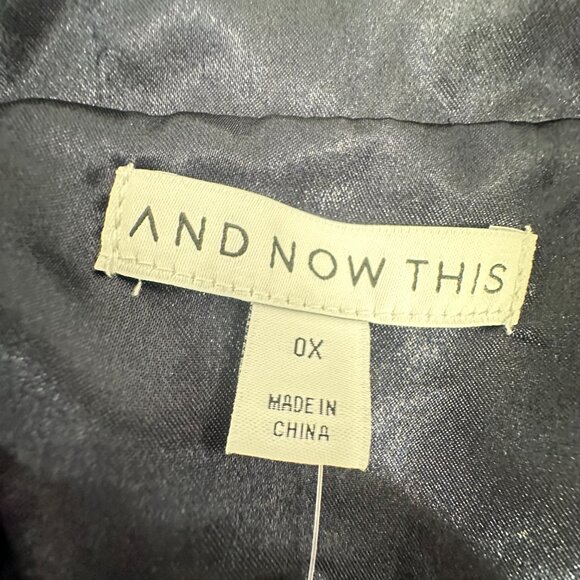 AND NOW THIS
0X
MADE IN
CHINA